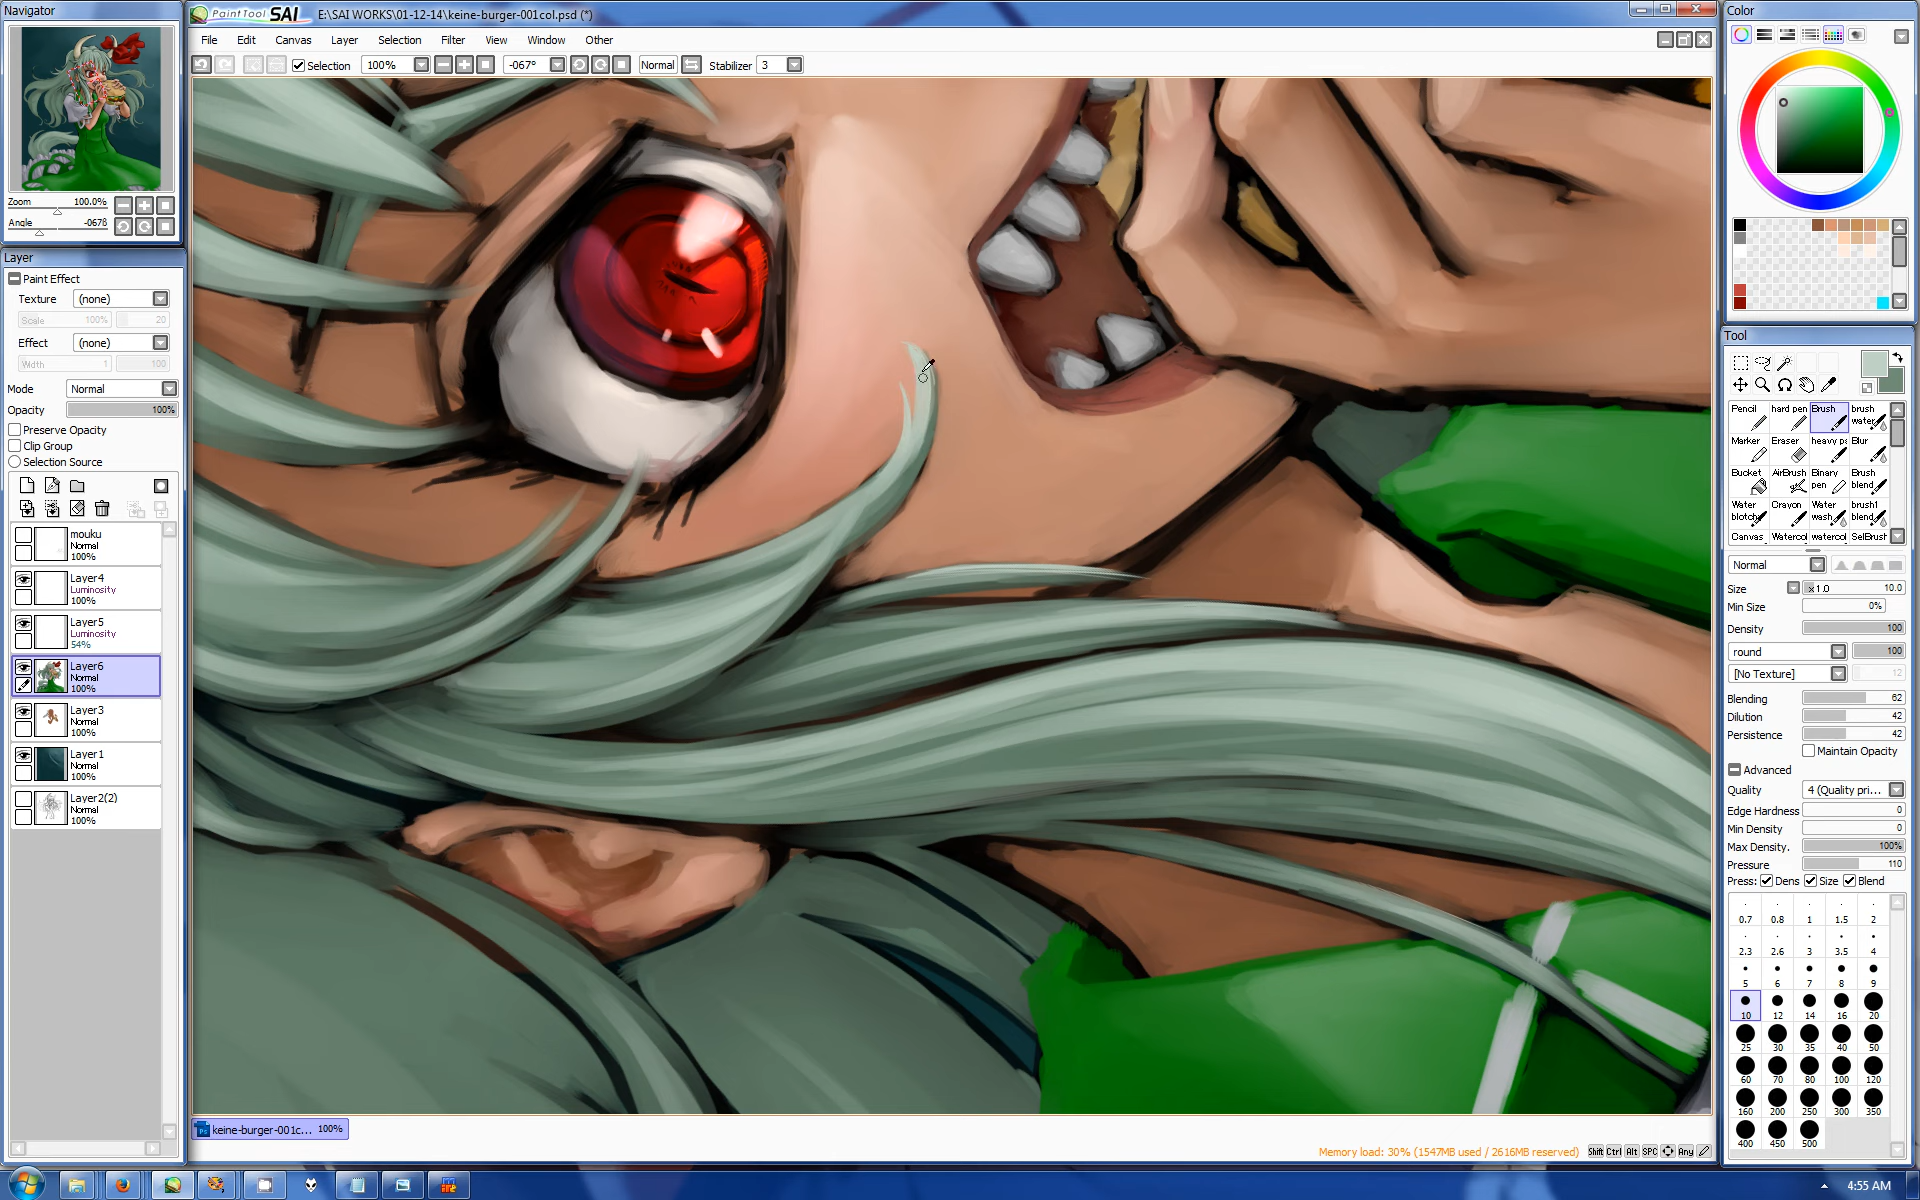 Navigator
Zoom 100.0%
Angle -0678
Layer
Paint Effect
Texture (none)
Scale 100% 20
Effect (none)
Width 1 100
Mode Normal
Opacity 100%
Preserve Opacity
Clip Group
Selection Source
mouku
Normal
100%
Layer4
Luminosity
100%
Layer5
Luminosity
54%
Layer6
Normal
100%
Layer3
Normal
100%
Layer1
Normal
100%
Layer2(2)
Normal
100%
PaintTool SAI E:\SAI WORKS\01-12-14\keine-burger-001col.psd (*)
File Edit Canvas Layer Selection Filter View Window Other
Selection 100% -067° Normal Stabilizer 3
keine-burger-001c... 100%
Memory load: 30% (1547MB used / 2616MB reserved) Shift Ctrl Alt SPC Any
Color
Tool
Pencil hard pen Brush brush water
Marker Eraser heavy pa Blur
Bucket AirBrush Binary pen Brush blend
Water blotch Crayon Water wash brush1 blend
Canvas Watercol watercol SelBrush
Normal
Size x1.0 10.0
Min Size 0%
Density 100
round 100
[No Texture] 12
Blending 62
Dilution 42
Persistence 42
Maintain Opacity
Advanced
Quality 4 (Quality pri...
Edge Hardness 0
Min Density 0
Max Density. 100%
Pressure 110
Press: Dens Size Blend
0.7 0.8 1 1.5 2
2.3 2.6 3 3.5 4
5 6 7 8 9
10 12 14 16 20
25 30 35 40 50
60 70 80 100 120
160 200 250 300 350
400 450 500
4:55 AM